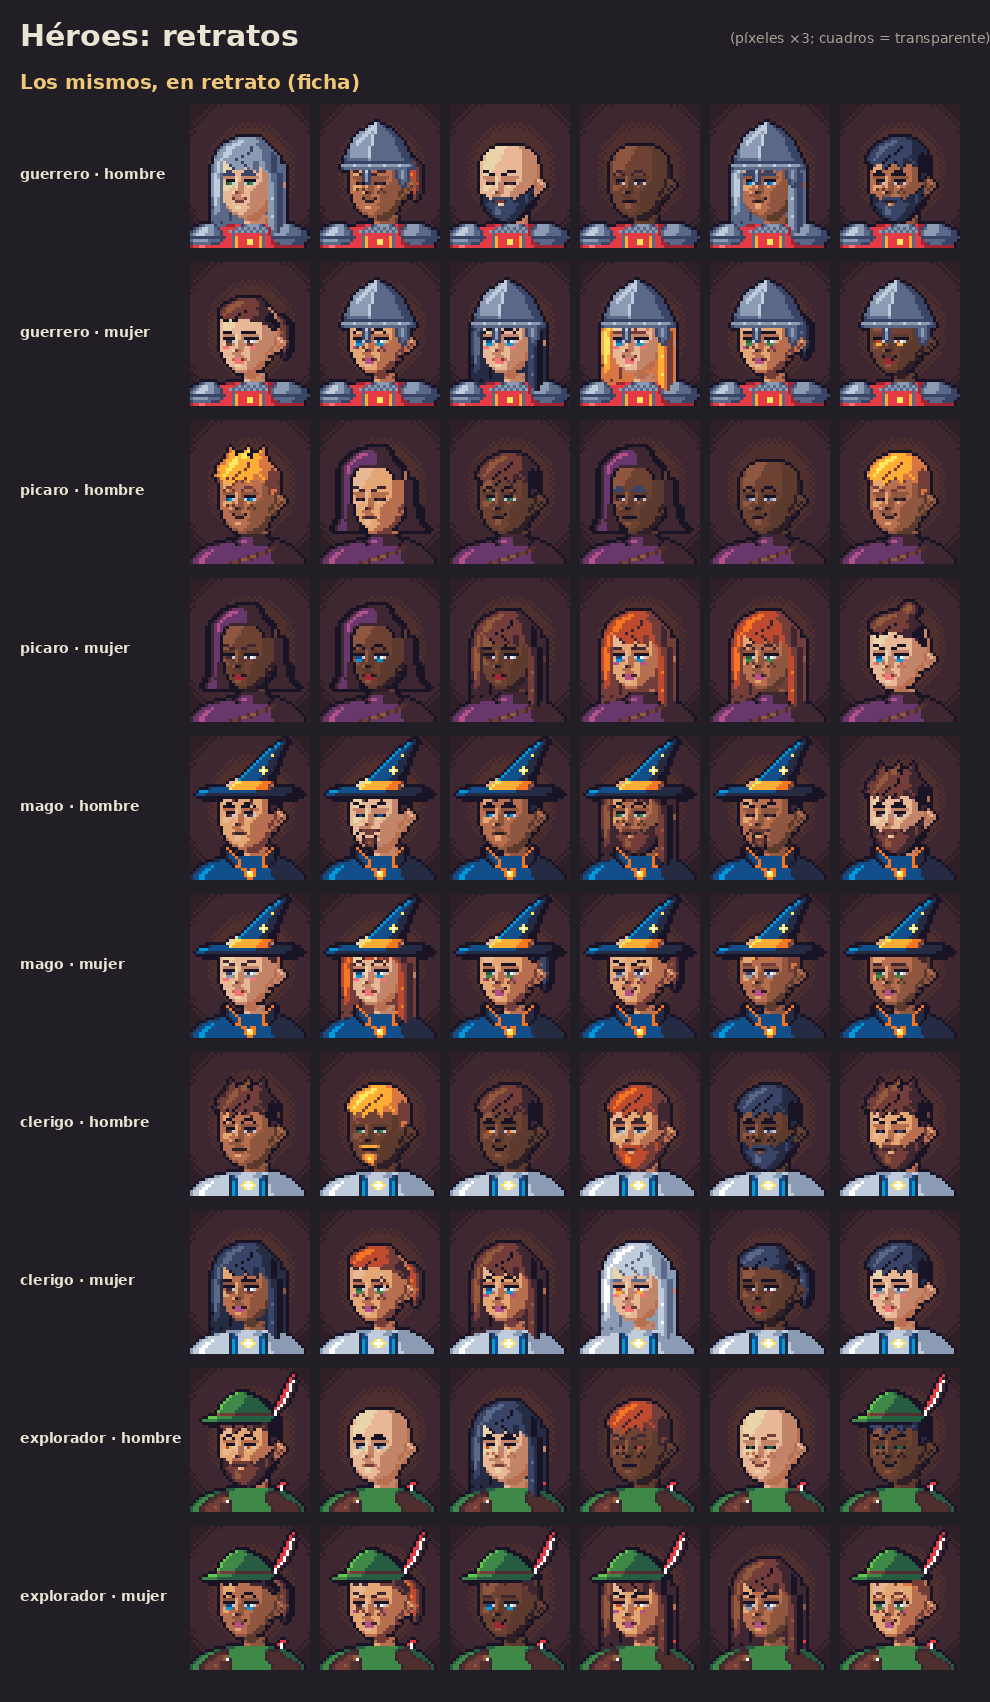 Héroes: retratos
(píxeles ×3; cuadros = transparente)
Los mismos, en retrato (ficha)
guerrero · hombre
guerrero · mujer
picaro · hombre
picaro · mujer
mago · hombre
mago · mujer
clerigo · hombre
clerigo · mujer
explorador · hombre
explorador · mujer